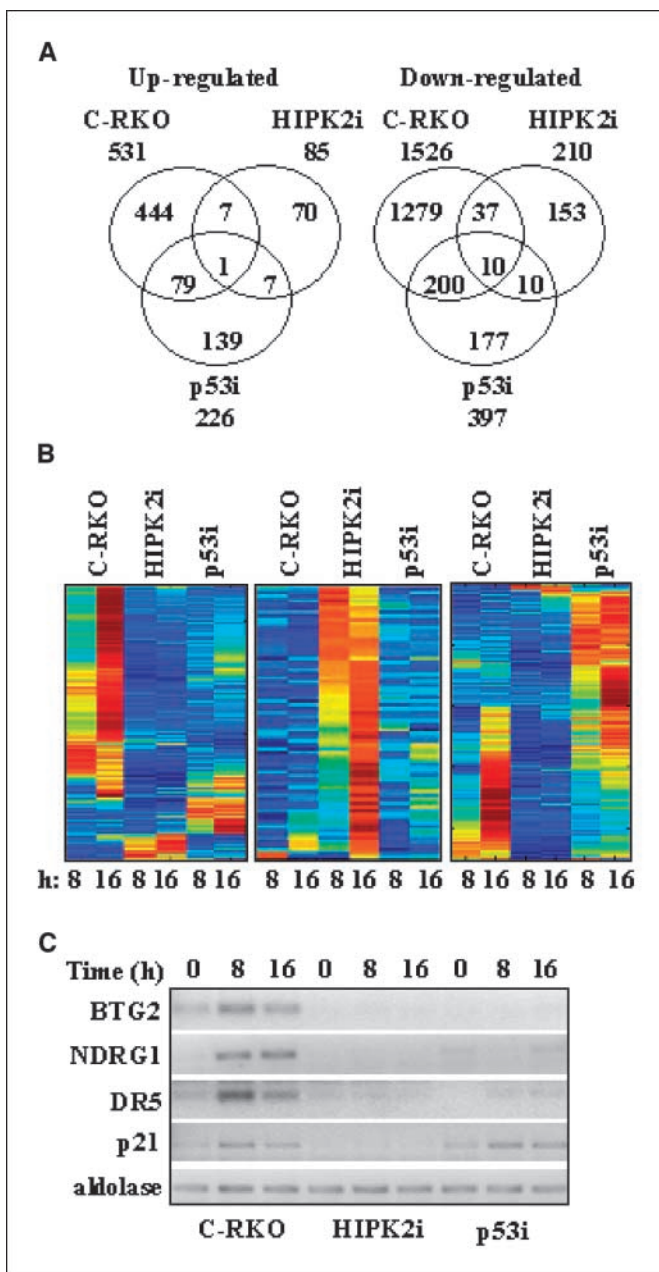 A
Up-regulated Down-regulated
C-RKO HIPK2i C-RKO HIPK2i
531 85 1526 210
444 7 70 1279 37 153
1 10
79 7 200 10
139 177
p53i p53i
226 397
B
C-RKO HIPK2i p53i C-RKO HIPK2i p53i C-RKO HIPK2i p53i
h: 8 16 8 16 8 16 8 16 8 16 8 16 8 16 8 16 8 16
C
Time (h) 0 8 16 0 8 16 0 8 16
BTG2
NDRG1
DR5
p21
aldolase
C-RKO HIPK2i p53i